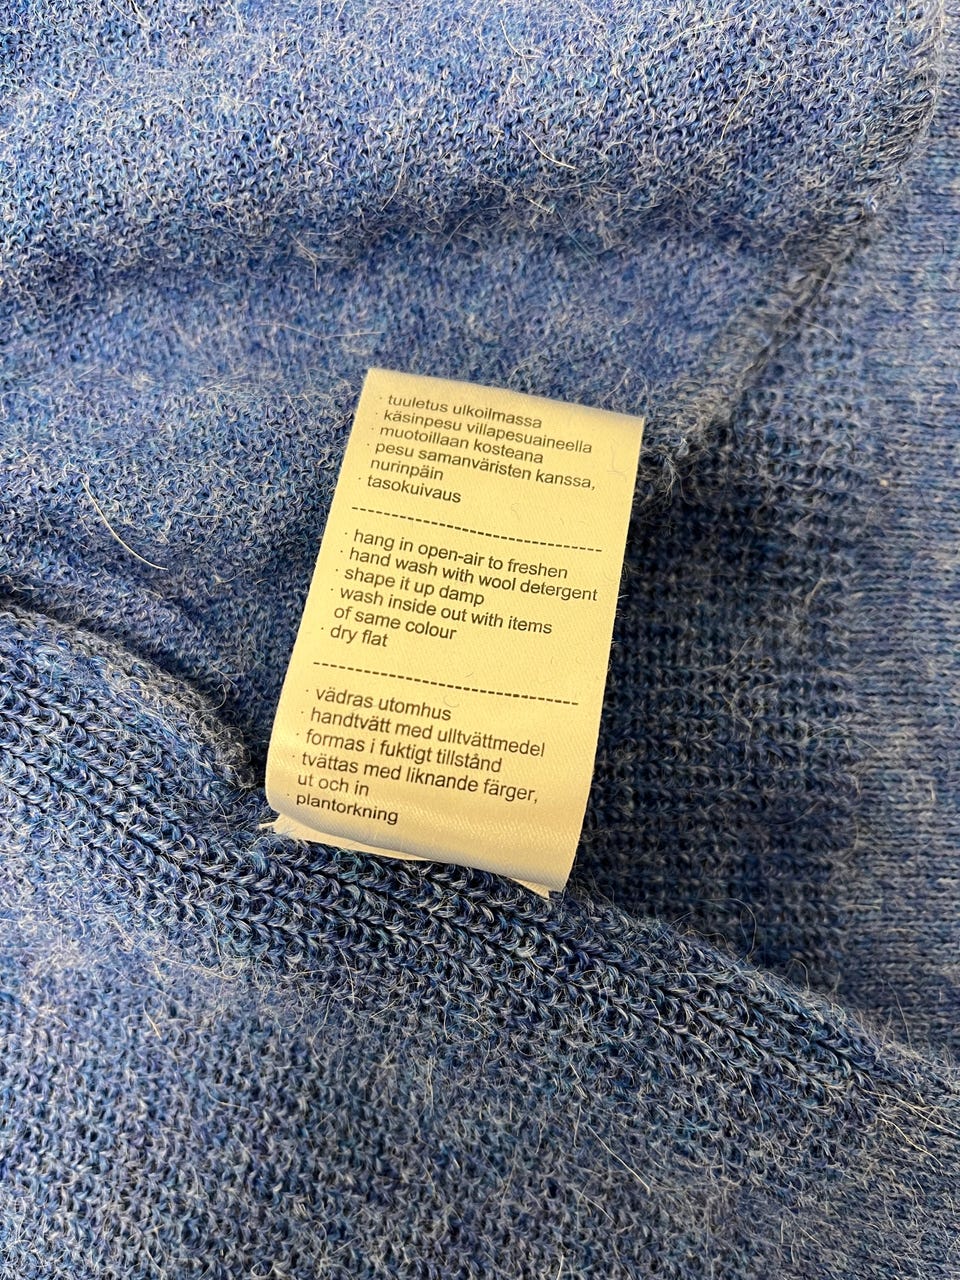 · tuuletus ulkoilmassa
· käsinpesu villapesuaineella
· muotoillaan kosteana
· pesu samanväristen kanssa,
nurinpäin
· tasokuivaus
------------------------------
· hang in open-air to freshen
· hand wash with wool detergent
· shape it up damp
· wash inside out with items
of same colour
· dry flat
------------------------------
· vädras utomhus
· handtvätt med ulltvättmedel
· formas i fuktigt tillstånd
· tvättas med liknande färger,
ut och in
· plantorkning